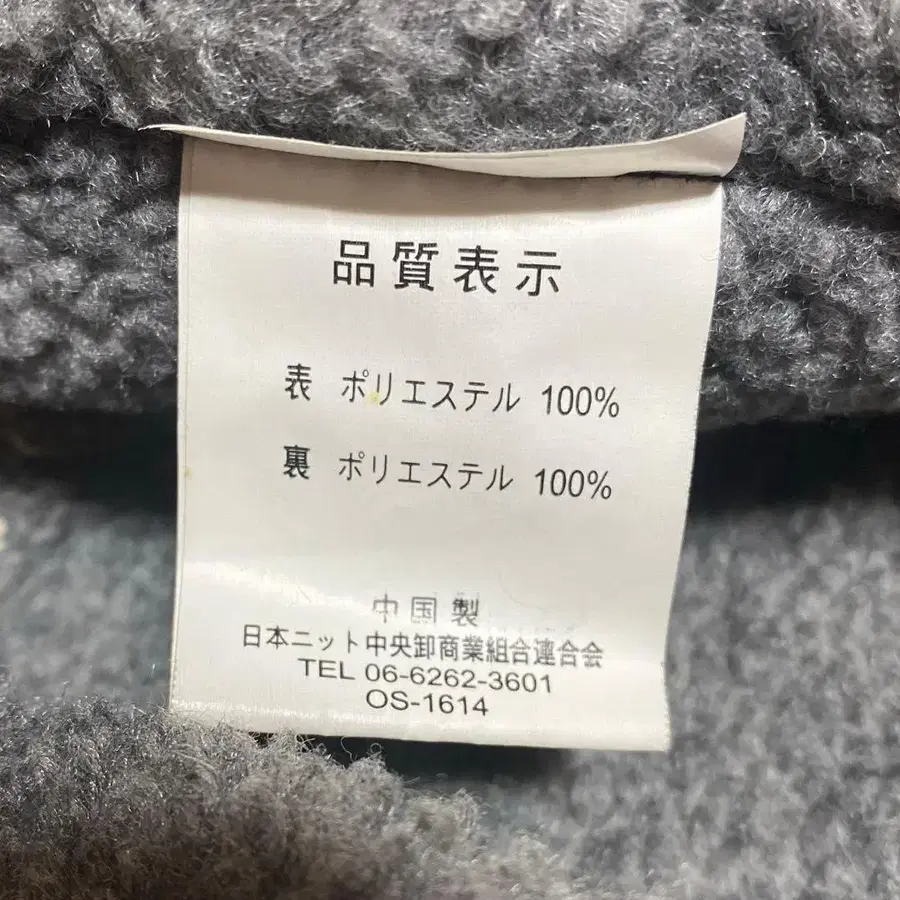 品質表示
表 ポリエステル 100%
裏 ポリエステル 100%
中国製
日本ニット中央卸商業組合連合会
TEL 06-6262-3601
OS-1614